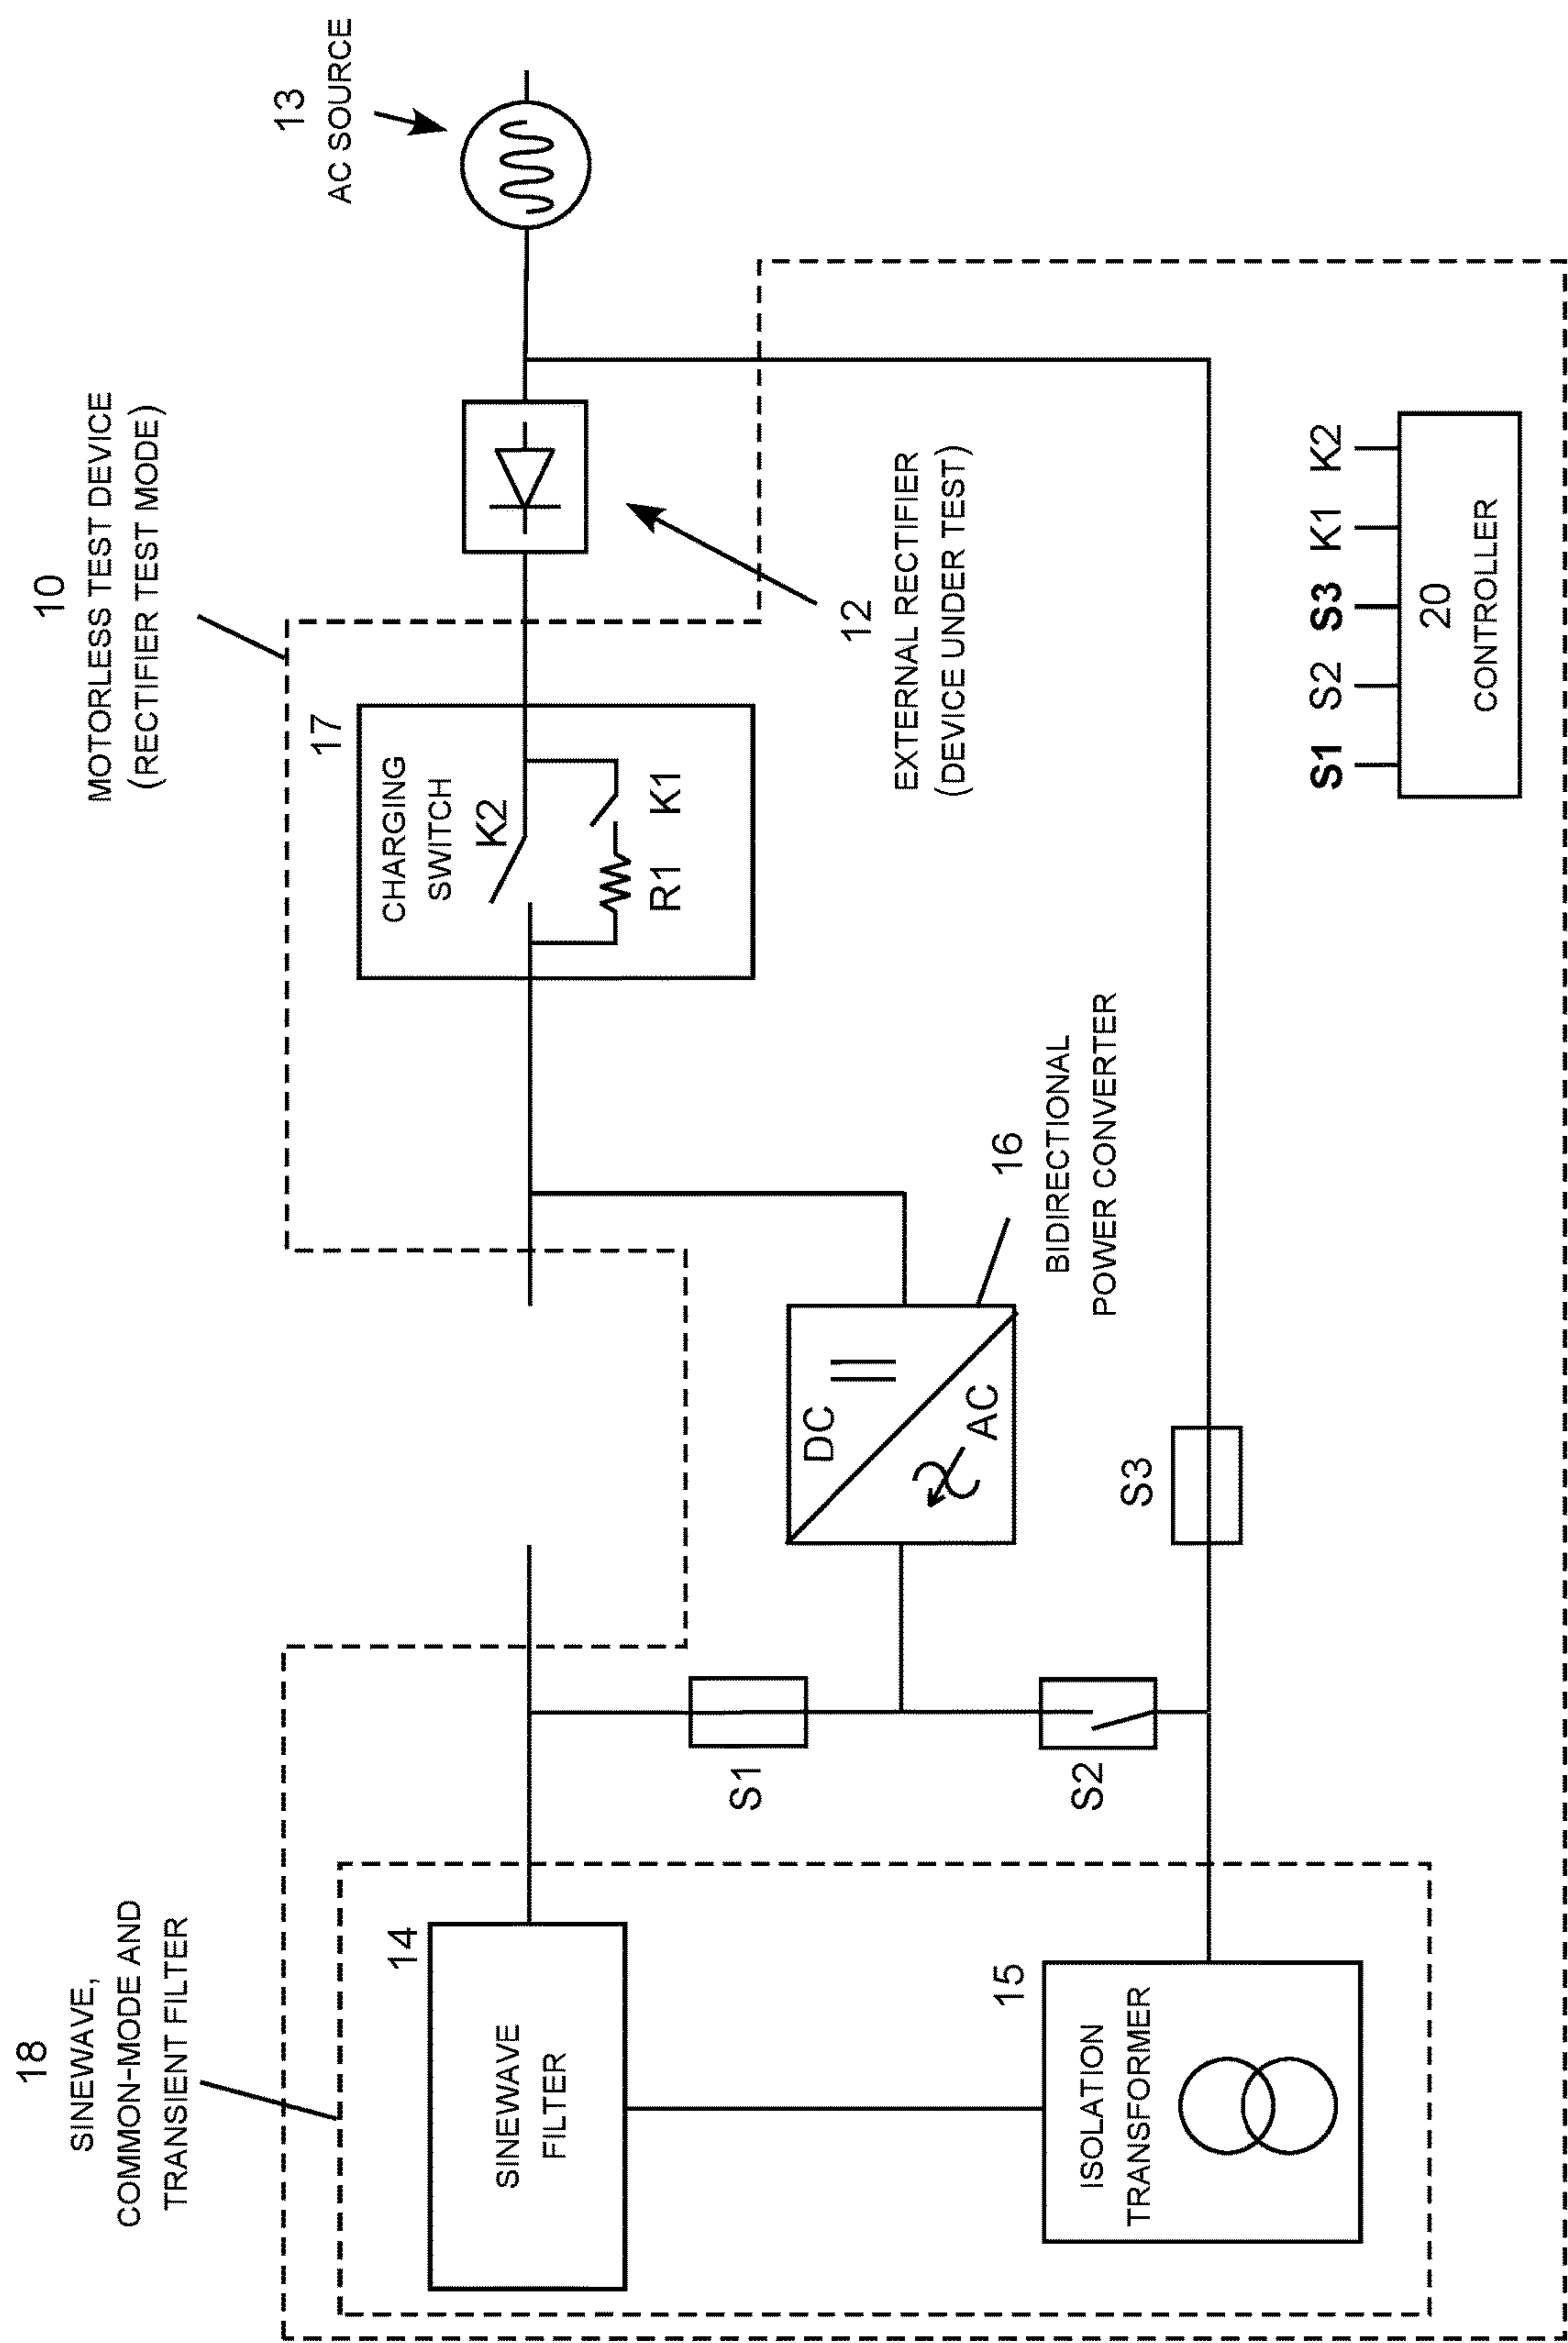 10
MOTORLESS TEST DEVICE
(RECTIFIER TEST MODE)
13
AC SOURCE
18
SINEWAVE,
COMMON-MODE AND
TRANSIENT FILTER
14
SINEWAVE
FILTER
17
CHARGING
SWITCH
K2
R1
K1
12
EXTERNAL RECTIFIER
(DEVICE UNDER TEST)
S1
DC
AC
16
BIDIRECTIONAL
POWER CONVERTER
15
ISOLATION
TRANSFORMER
S2
S3
S1 S2 S3 K1 K2
20
CONTROLLER